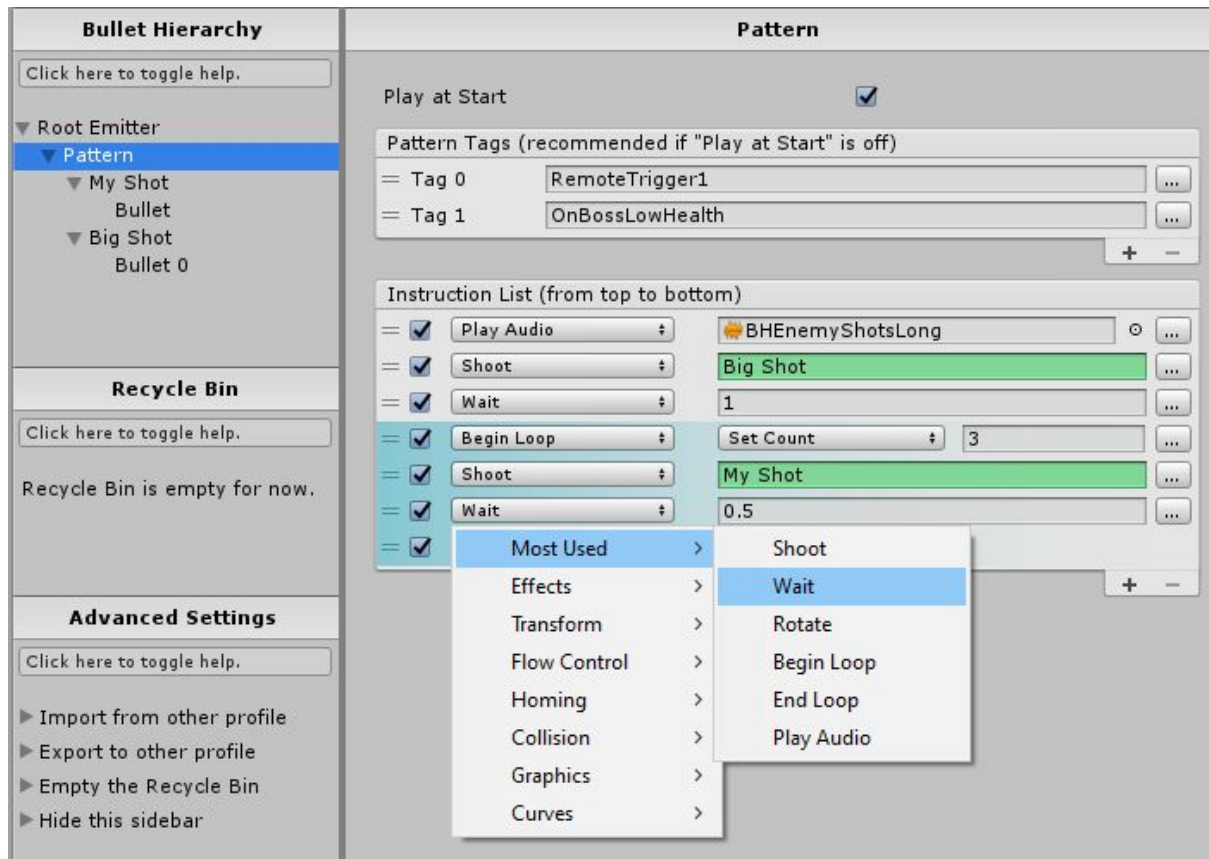 Bullet Hierarchy
Click here to toggle help.
Root Emitter
Pattern
My Shot
Bullet
Big Shot
Bullet 0
Recycle Bin
Click here to toggle help.
Recycle Bin is empty for now.
Advanced Settings
Click here to toggle help.
Import from other profile
Export to other profile
Empty the Recycle Bin
Hide this sidebar
Pattern
Play at Start
Pattern Tags (recommended if "Play at Start" is off)
= Tag 0 RemoteTrigger1 ...
= Tag 1 OnBossLowHealth ...
+ −
Instruction List (from top to bottom)
= Play Audio BHEnemyShotsLong ...
= Shoot Big Shot ...
= Wait 1 ...
= Begin Loop Set Count 3 ...
= Shoot My Shot ...
= Wait 0.5 ...
+ −
Most Used >
Effects >
Transform >
Flow Control >
Homing >
Collision >
Graphics >
Curves >
Shoot
Wait
Rotate
Begin Loop
End Loop
Play Audio